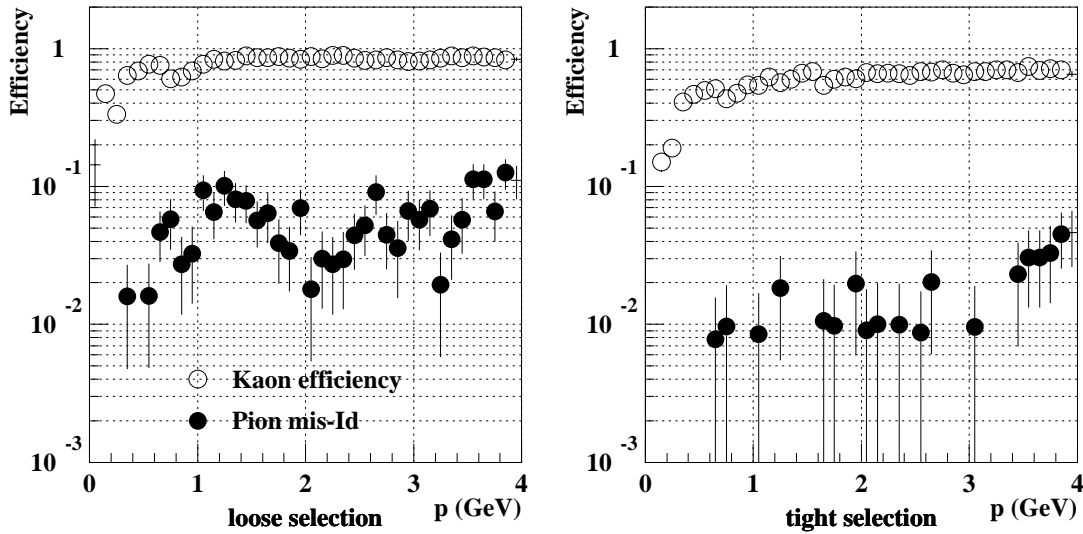 Efficiency
1
10 -1
10 -2
10 -3
Kaon efficiency
Pion mis-Id
0 1 2 3 4
p (GeV)
loose selection
Efficiency
1
10 -1
10 -2
10 -3
0 1 2 3 4
p (GeV)
tight selection